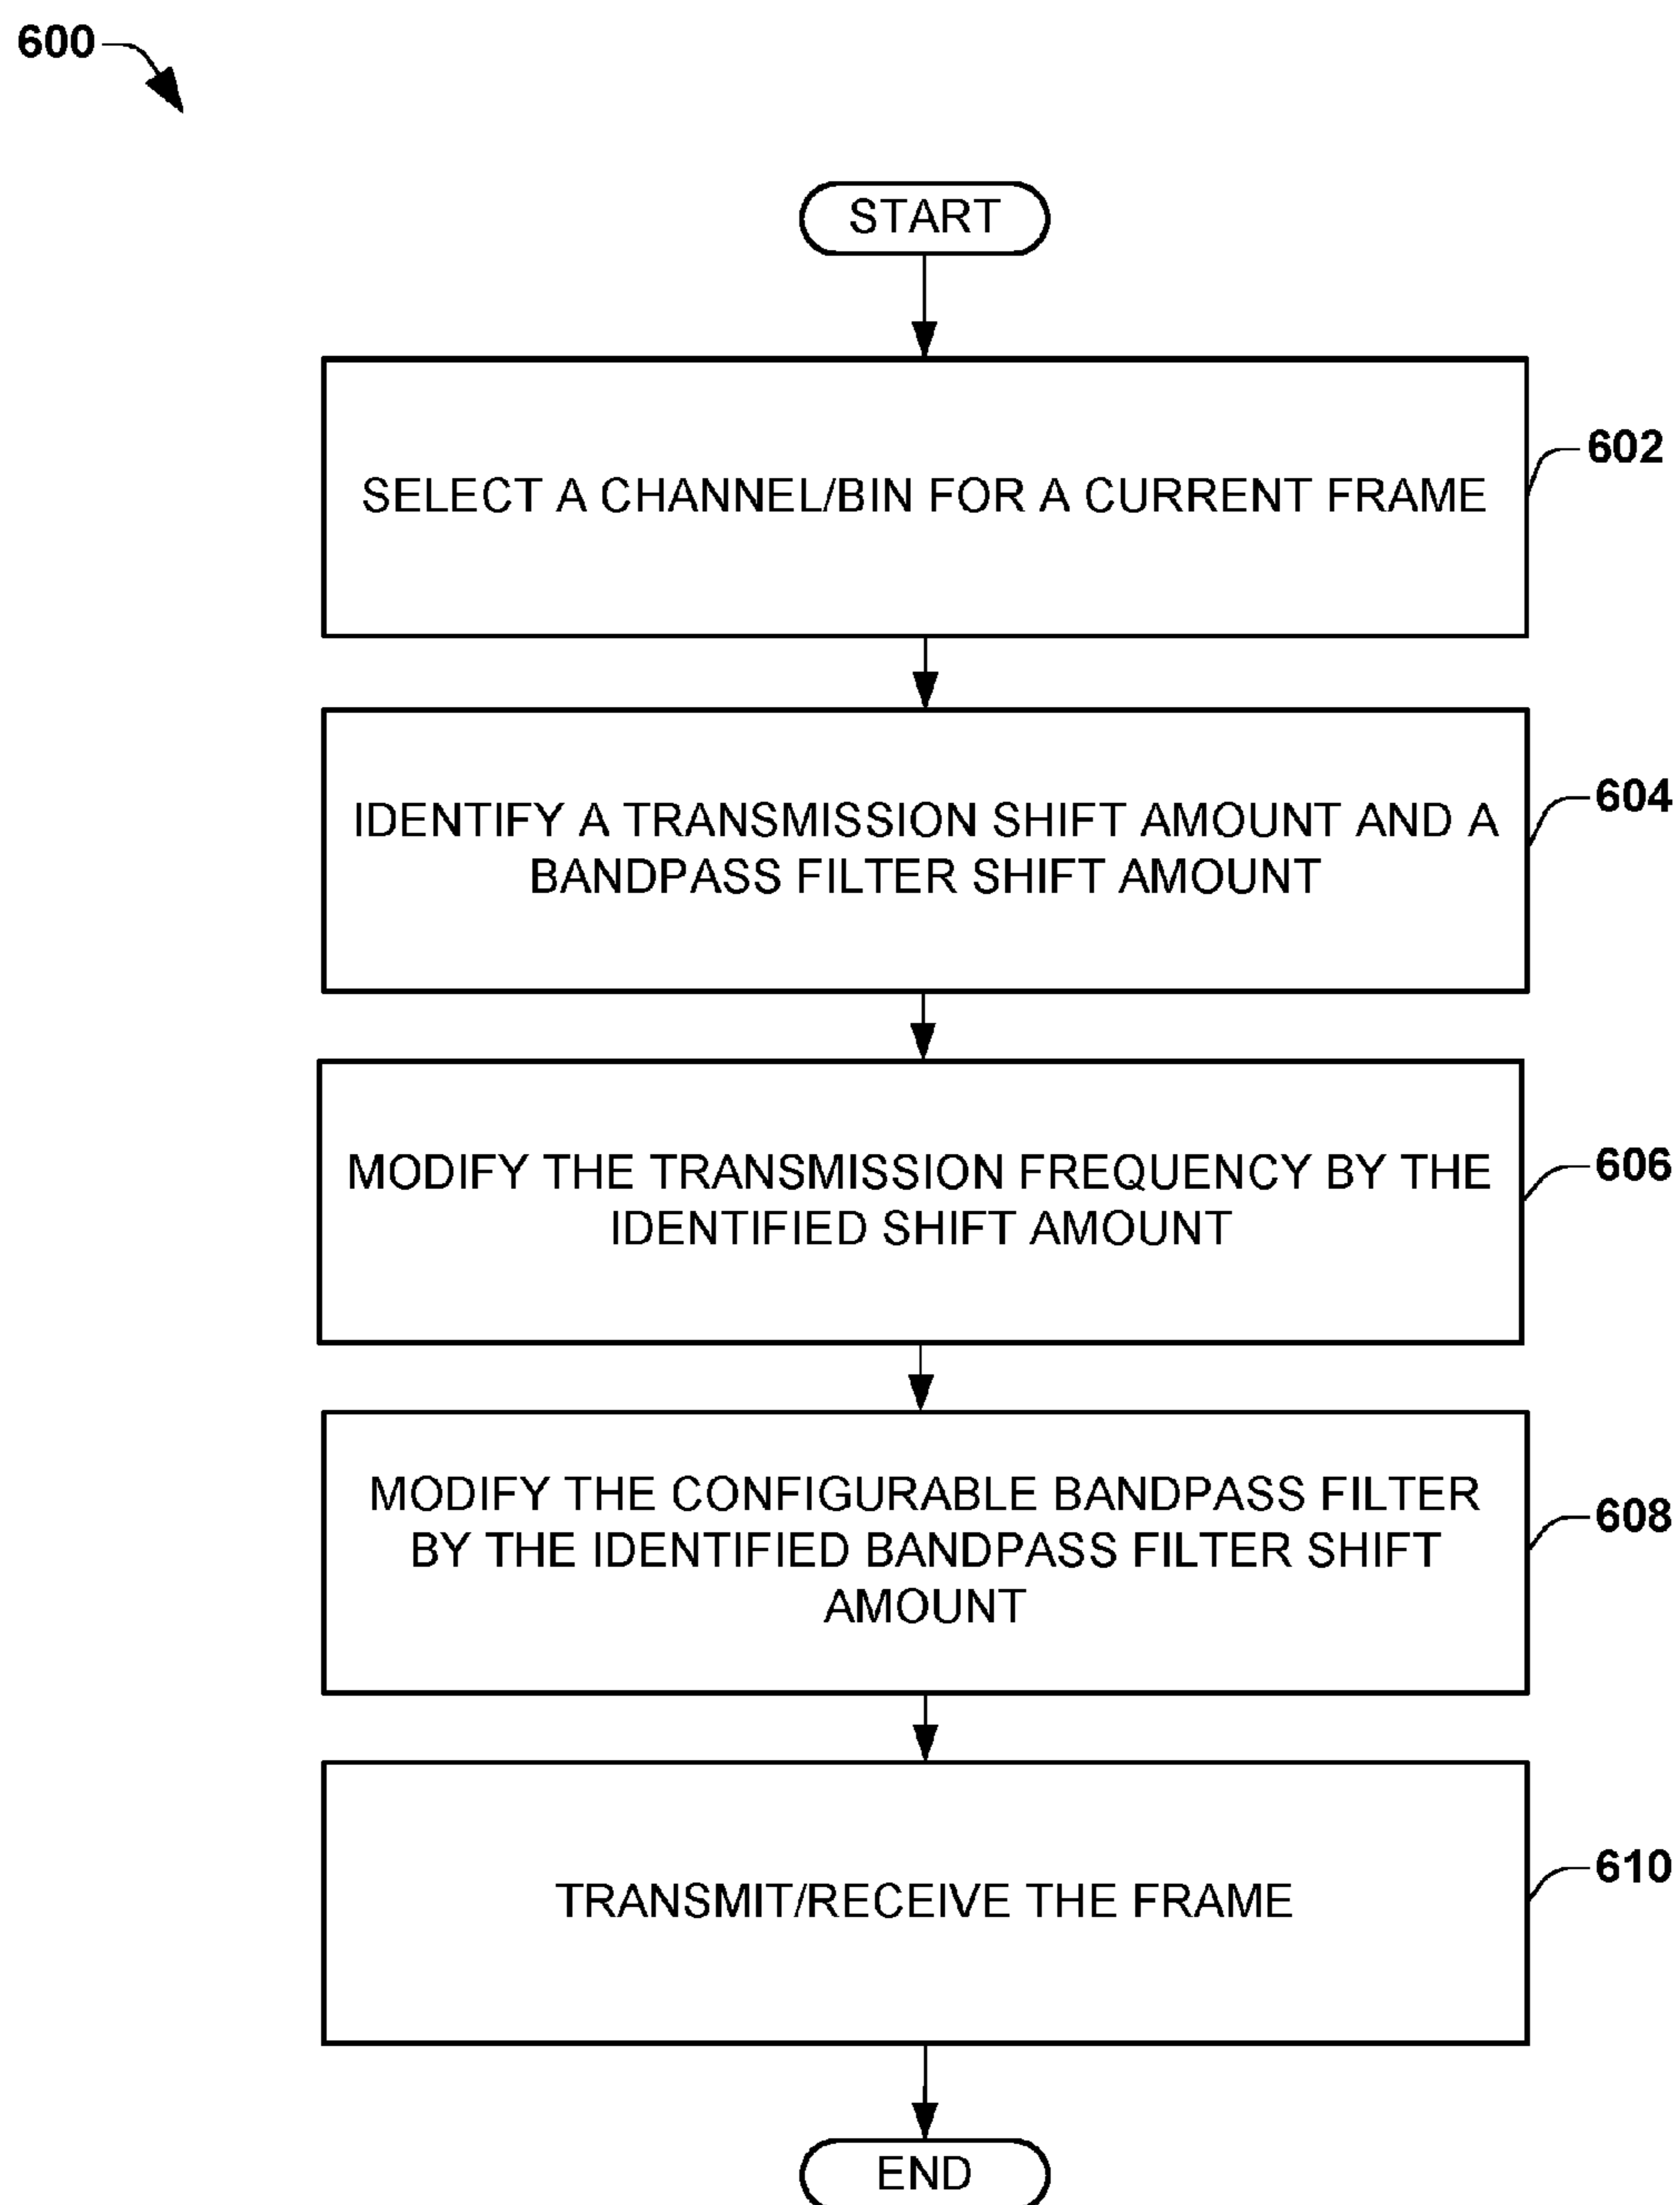 600
START
SELECT A CHANNEL/BIN FOR A CURRENT FRAME
602
IDENTIFY A TRANSMISSION SHIFT AMOUNT AND A
BANDPASS FILTER SHIFT AMOUNT
604
MODIFY THE TRANSMISSION FREQUENCY BY THE
IDENTIFIED SHIFT AMOUNT
606
MODIFY THE CONFIGURABLE BANDPASS FILTER
BY THE IDENTIFIED BANDPASS FILTER SHIFT
AMOUNT
608
TRANSMIT/RECEIVE THE FRAME
610
END